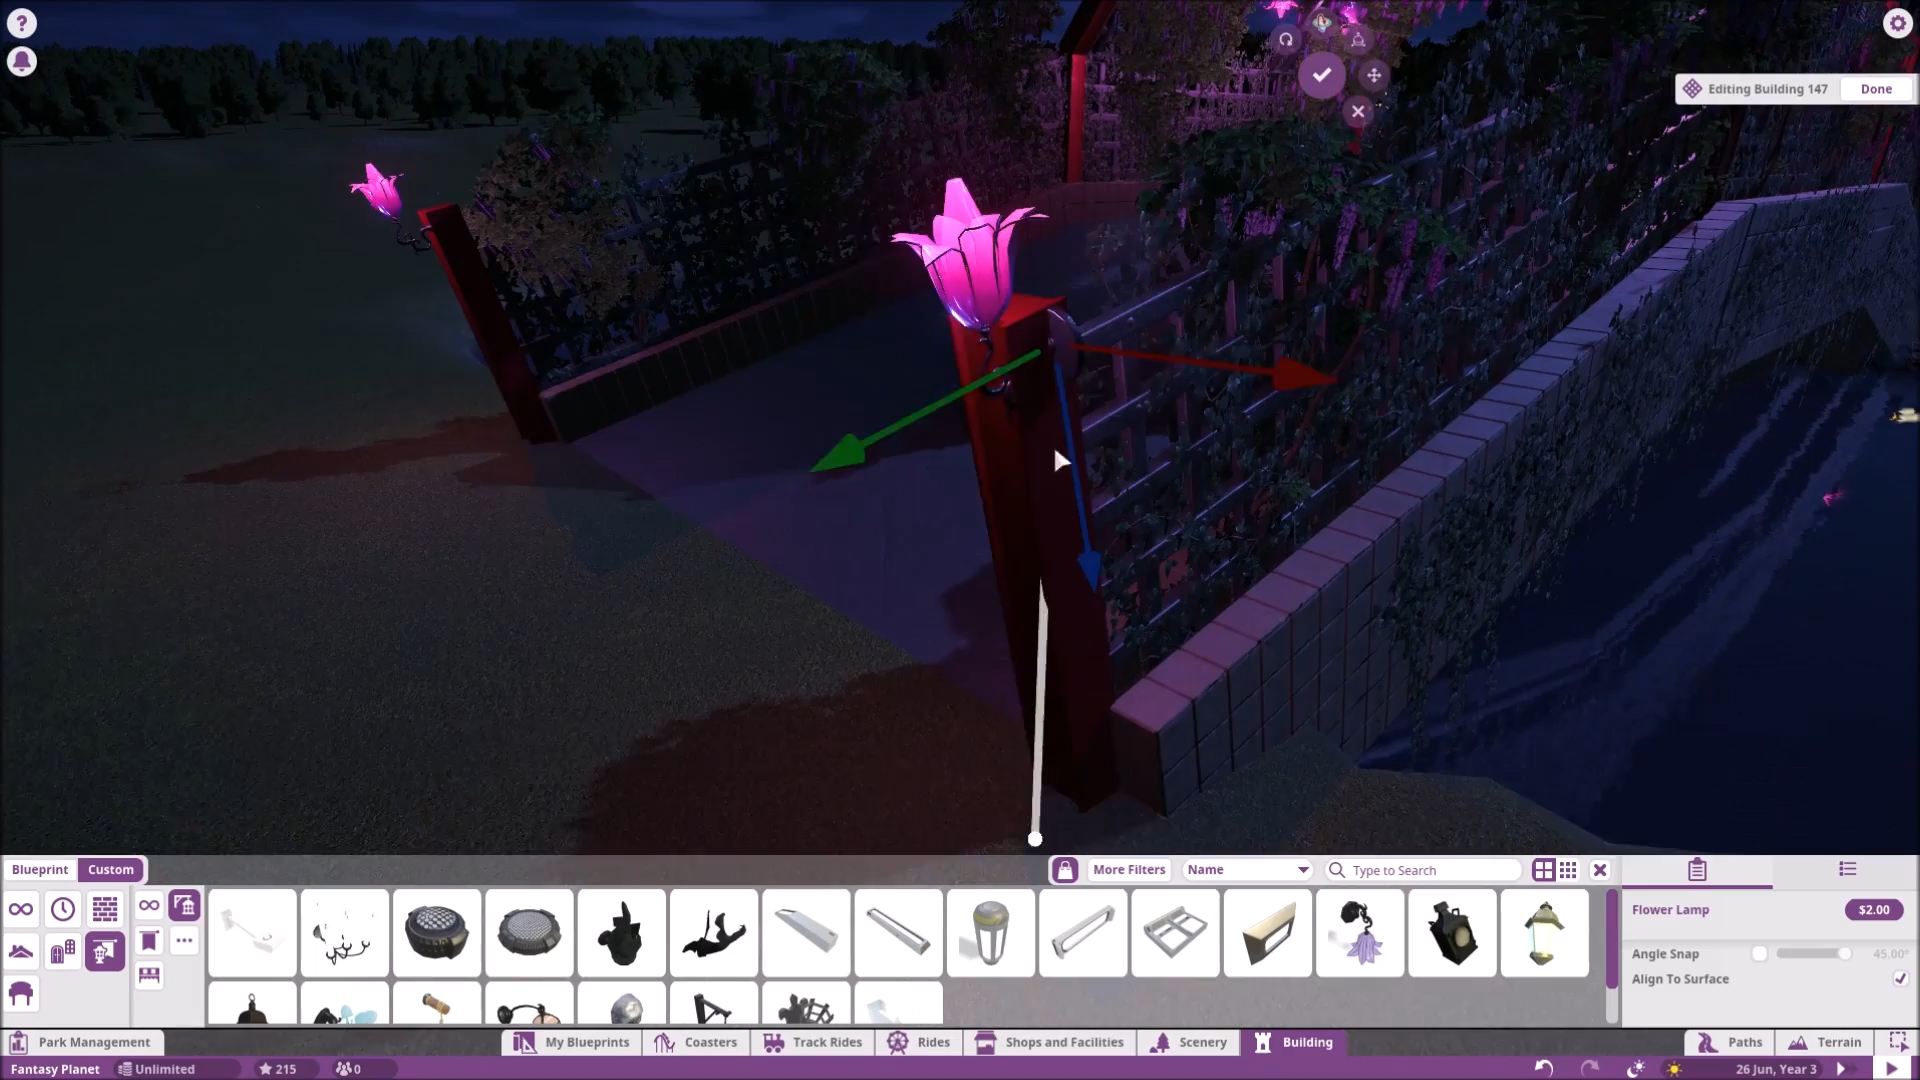 ?
Editing Building 147 Done
Blueprint Custom
More Filters Name Type to Search
Flower Lamp $2.00
Angle Snap 45.00°
Align To Surface
Park Management My Blueprints Coasters Track Rides Rides Shops and Facilities Scenery Building Paths Terrain
Fantasy Planet Unlimited 215 0 26 Jun, Year 3